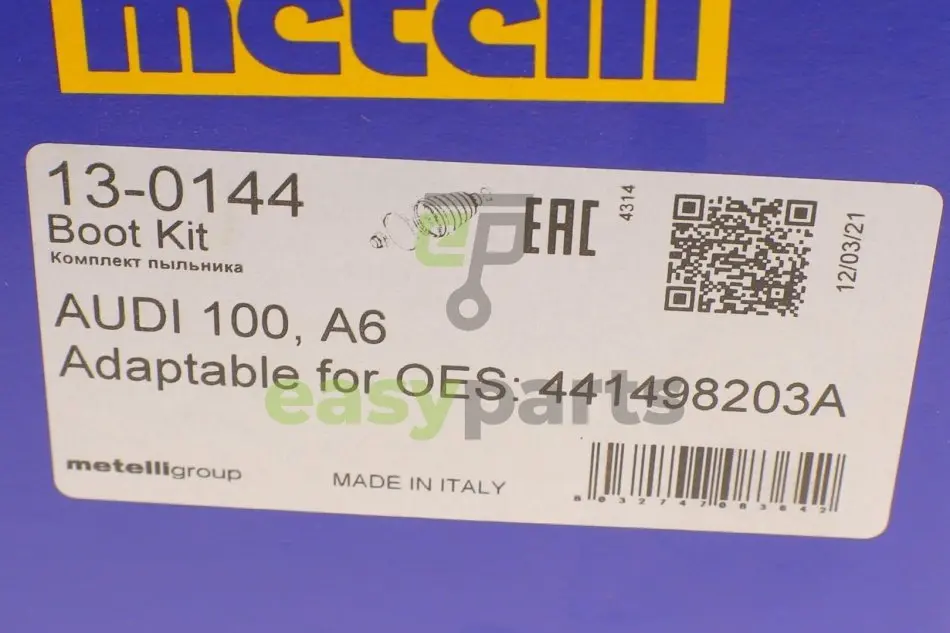 metelli
13-0144
Boot Kit
Комплект пыльника
EAC
4314
12/03/21
AUDI 100, A6
Adaptable for OES: 441498203A
easyparts
metelligroup
MADE IN ITALY
8032747083642